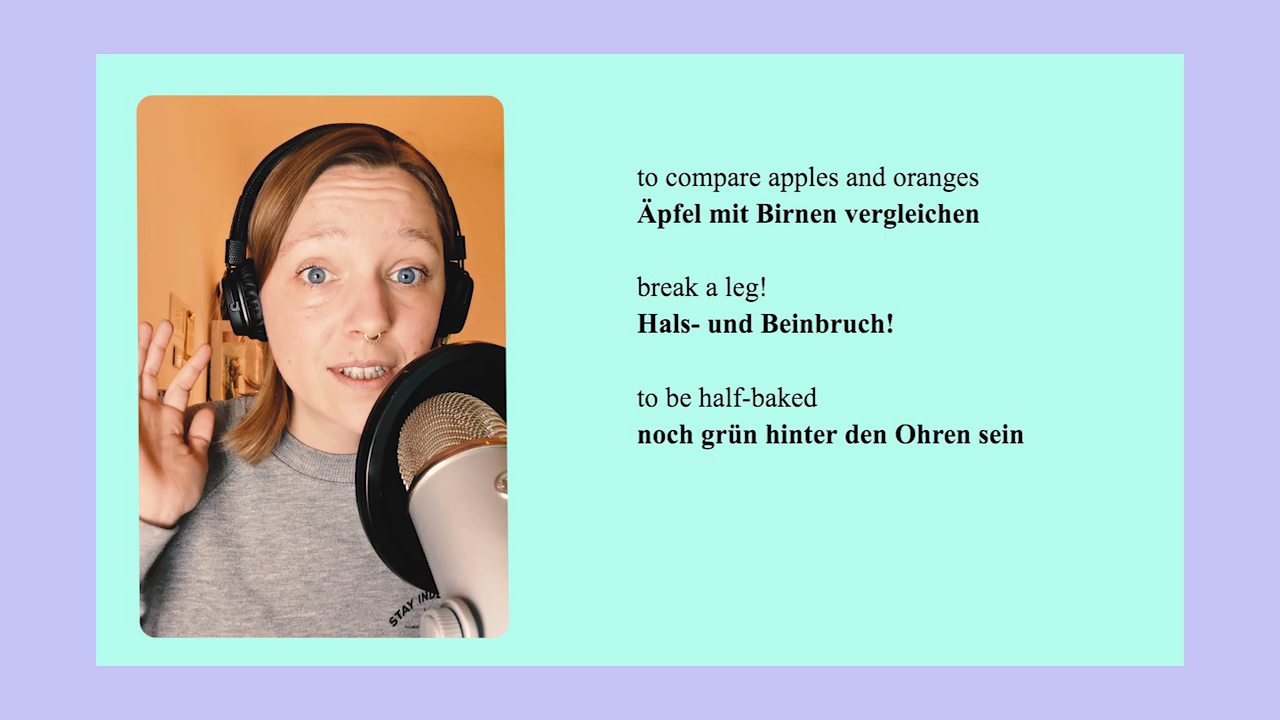 to compare apples and oranges
Äpfel mit Birnen vergleichen
break a leg!
Hals- und Beinbruch!
to be half-baked
noch grün hinter den Ohren sein
STAY